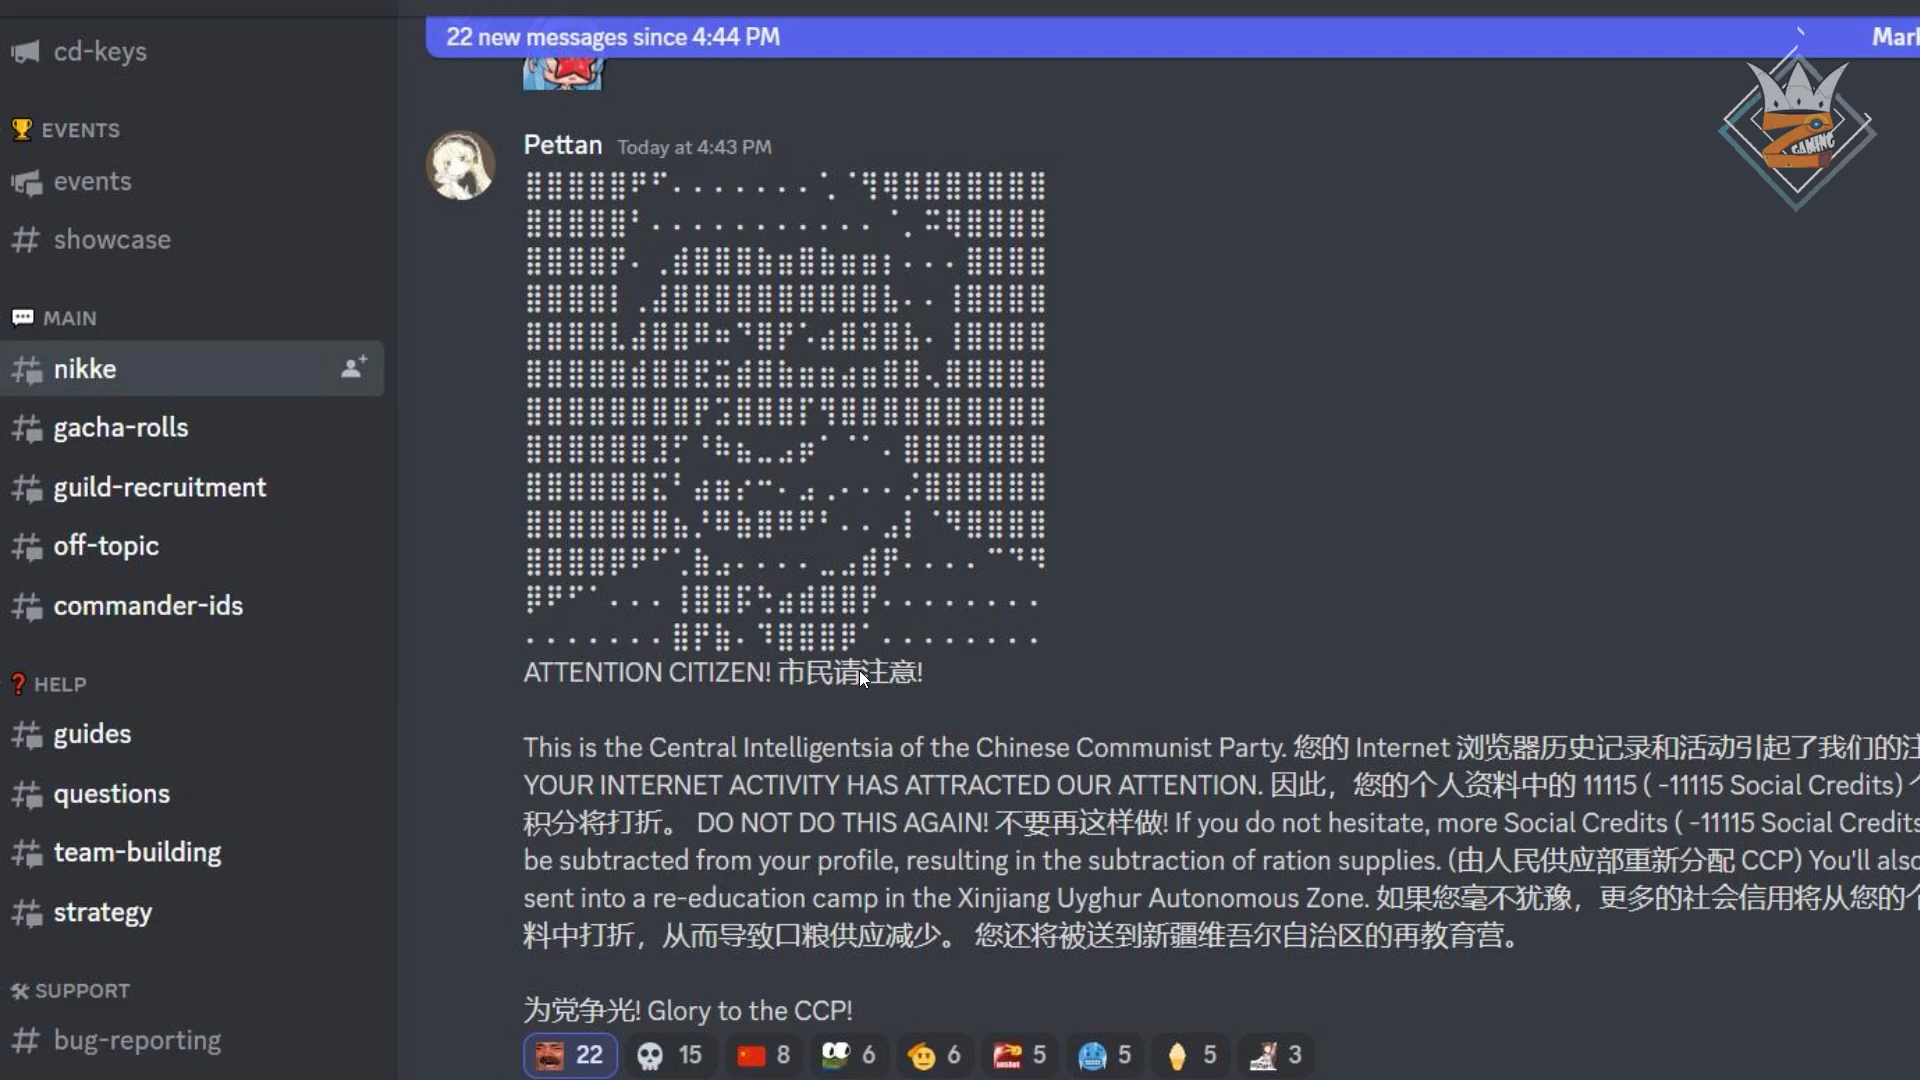 22 new messages since 4:44 PM
Mark
cd-keys
EVENTS
events
showcase
MAIN
nikke
gacha-rolls
guild-recruitment
off-topic
commander-ids
HELP
guides
questions
team-building
strategy
SUPPORT
bug-reporting
GAMING
Pettan Today at 4:43 PM
ATTENTION CITIZEN! 市民请注意!
This is the Central Intelligentsia of the Chinese Communist Party. 您的 Internet 浏览器历史记录和活动引起了我们的注
YOUR INTERNET ACTIVITY HAS ATTRACTED OUR ATTENTION. 因此，您的个人资料中的 11115 ( -11115 Social Credits) 个
积分将打折。 DO NOT DO THIS AGAIN! 不要再这样做! If you do not hesitate, more Social Credits ( -11115 Social Credits
be subtracted from your profile, resulting in the subtraction of ration supplies. (由人民供应部重新分配 CCP) You'll also
sent into a re-education camp in the Xinjiang Uyghur Autonomous Zone. 如果您毫不犹豫，更多的社会信用将从您的个
料中打折，从而导致口粮供应减少。 您还将被送到新疆维吾尔自治区的再教育营。
为党争光! Glory to the CCP!
22 15 8 6 6 5 5 5 3